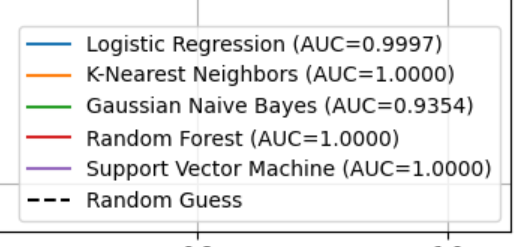 Logistic Regression (AUC=0.9997)
K-Nearest Neighbors (AUC=1.0000)
Gaussian Naive Bayes (AUC=0.9354)
Random Forest (AUC=1.0000)
Support Vector Machine (AUC=1.0000)
Random Guess